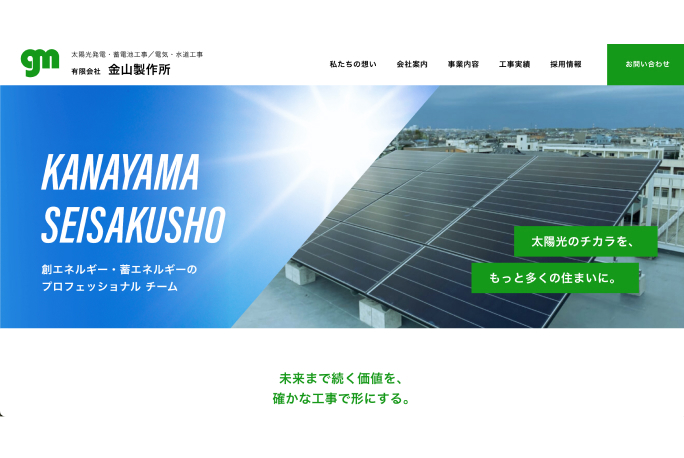 gm
太陽光発電・蓄電池工事／電気・水道工事
有限会社 金山製作所
私たちの想い 会社案内 事業内容 工事実績 採用情報 お問い合わせ
KANAYAMA
SEISAKUSHO
創エネルギー・蓄エネルギーの
プロフェッショナル チーム
太陽光のチカラを、
もっと多くの住まいに。
未来まで続く価値を、
確かな工事で形にする。